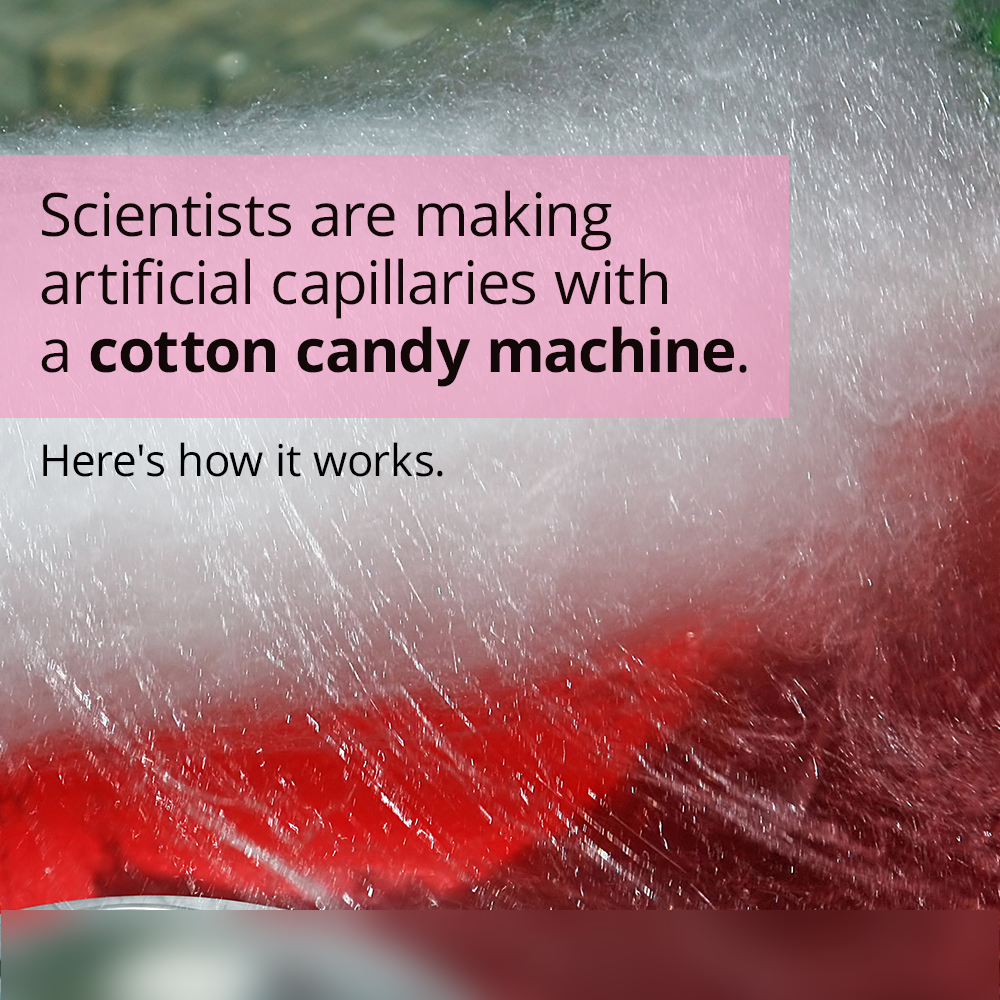 Scientists are making
artificial capillaries with
a cotton candy machine.
Here's how it works.